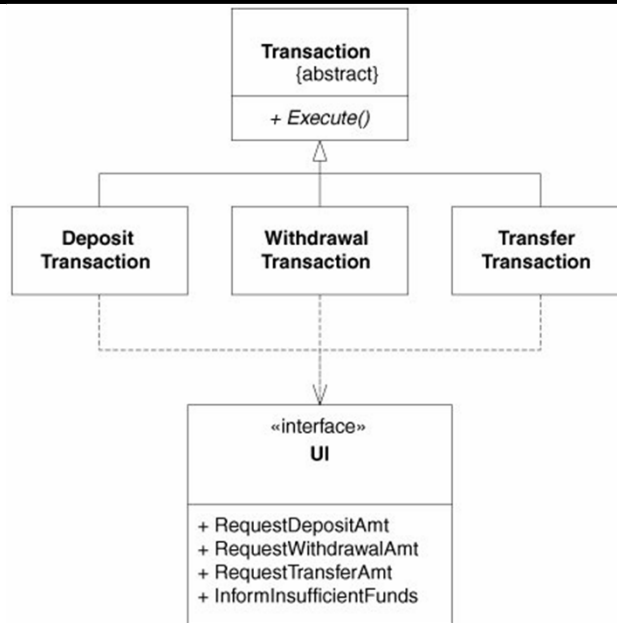 Transaction
{abstract}
+ Execute()
Deposit
Transaction
Withdrawal
Transaction
Transfer
Transaction
«interface»
UI
+ RequestDepositAmt
+ RequestWithdrawalAmt
+ RequestTransferAmt
+ InformInsufficientFunds